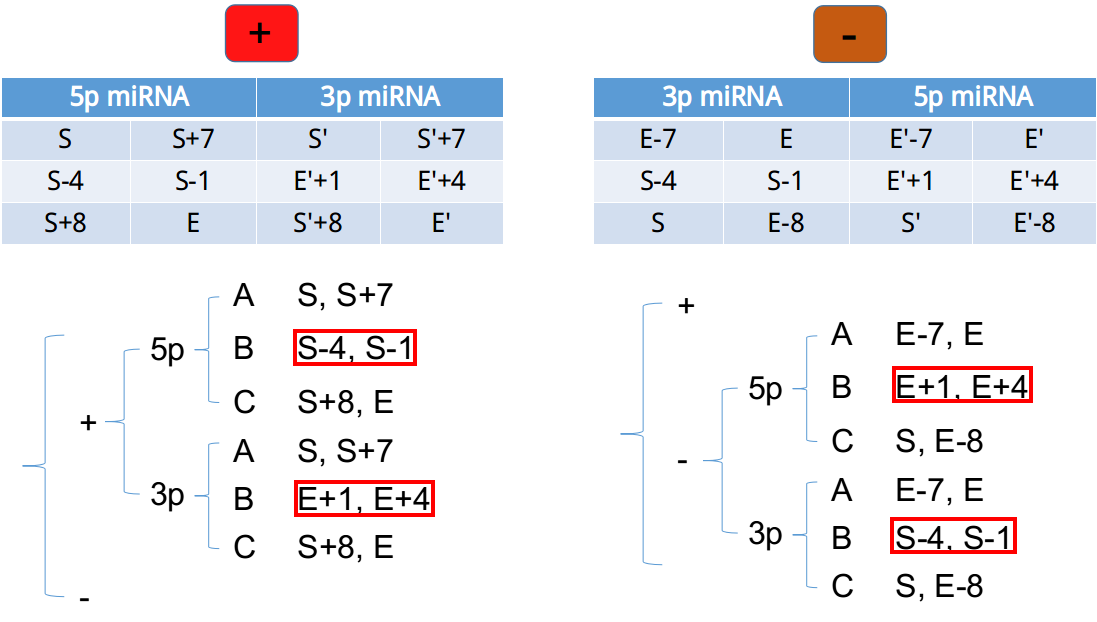 +
5p miRNA 3p miRNA
S S+7 S' S'+7
S-4 S-1 E'+1 E'+4
S+8 E S'+8 E'
+
5p
A S, S+7
B S-4, S-1
C S+8, E
3p
A S, S+7
B E+1, E+4
C S+8, E
-
-
3p miRNA 5p miRNA
E-7 E E'-7 E'
S-4 S-1 E'+1 E'+4
S E-8 S' E'-8
+
-
5p
A E-7, E
B E+1, E+4
C S, E-8
3p
A E-7, E
B S-4, S-1
C S, E-8